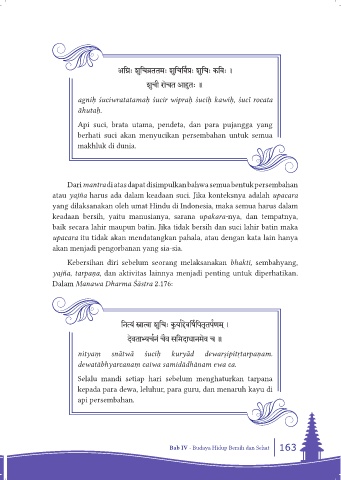 अग्निः शुचिव्रततमः शुचिर्विप्रः शुचिः कविः ।
शुची रोचत आहुतः ॥
agniḥ śuciwratatamaḥ śucir wipraḥ śuciḥ kawiḥ, śucī rocata
āhutaḥ.
Api suci, brata utama, pendeta, dan para pujangga yang
berhati suci akan menyucikan persembahan untuk semua
makhluk di dunia.
Dari mantra di atas dapat disimpulkan bahwa semua bentuk persembahan
atau yajña harus ada dalam keadaan suci. Jika konteksnya adalah upacara
yang dilaksanakan oleh umat Hindu di Indonesia, maka semua harus dalam
keadaan bersih, yaitu manusianya, sarana upakara-nya, dan tempatnya,
baik secara lahir maupun batin. Jika tidak bersih dan suci lahir batin maka
upacara itu tidak akan mendatangkan pahala, atau dengan kata lain hanya
akan menjadi pengorbanan yang sia-sia.
Kebersihan diri sebelum seorang melaksanakan bhakti, sembahyang,
yajña, tarpaṇa, dan aktivitas lainnya menjadi penting untuk diperhatikan.
Dalam Manawa Dharma Śāstra 2.176:
नित्यं स्नात्वा शुचिः कुर्याद्देवर्षिपितृतर्पणम् ।
देवताभ्यर्चनं चैव समिदाधानमेव च ॥
nityaṃ snātwā śuciḥ kuryād dewarṣipitṛtarpaṇam.
dewatābhyarcanaṃ caiwa samidādhānam ewa ca.
Selalu mandi setiap hari sebelum menghaturkan tarpana
kepada para dewa, leluhur, para guru, dan menaruh kayu di
api persembahan.
Bab IV - Budaya Hidup Bersih dan Sehat 163